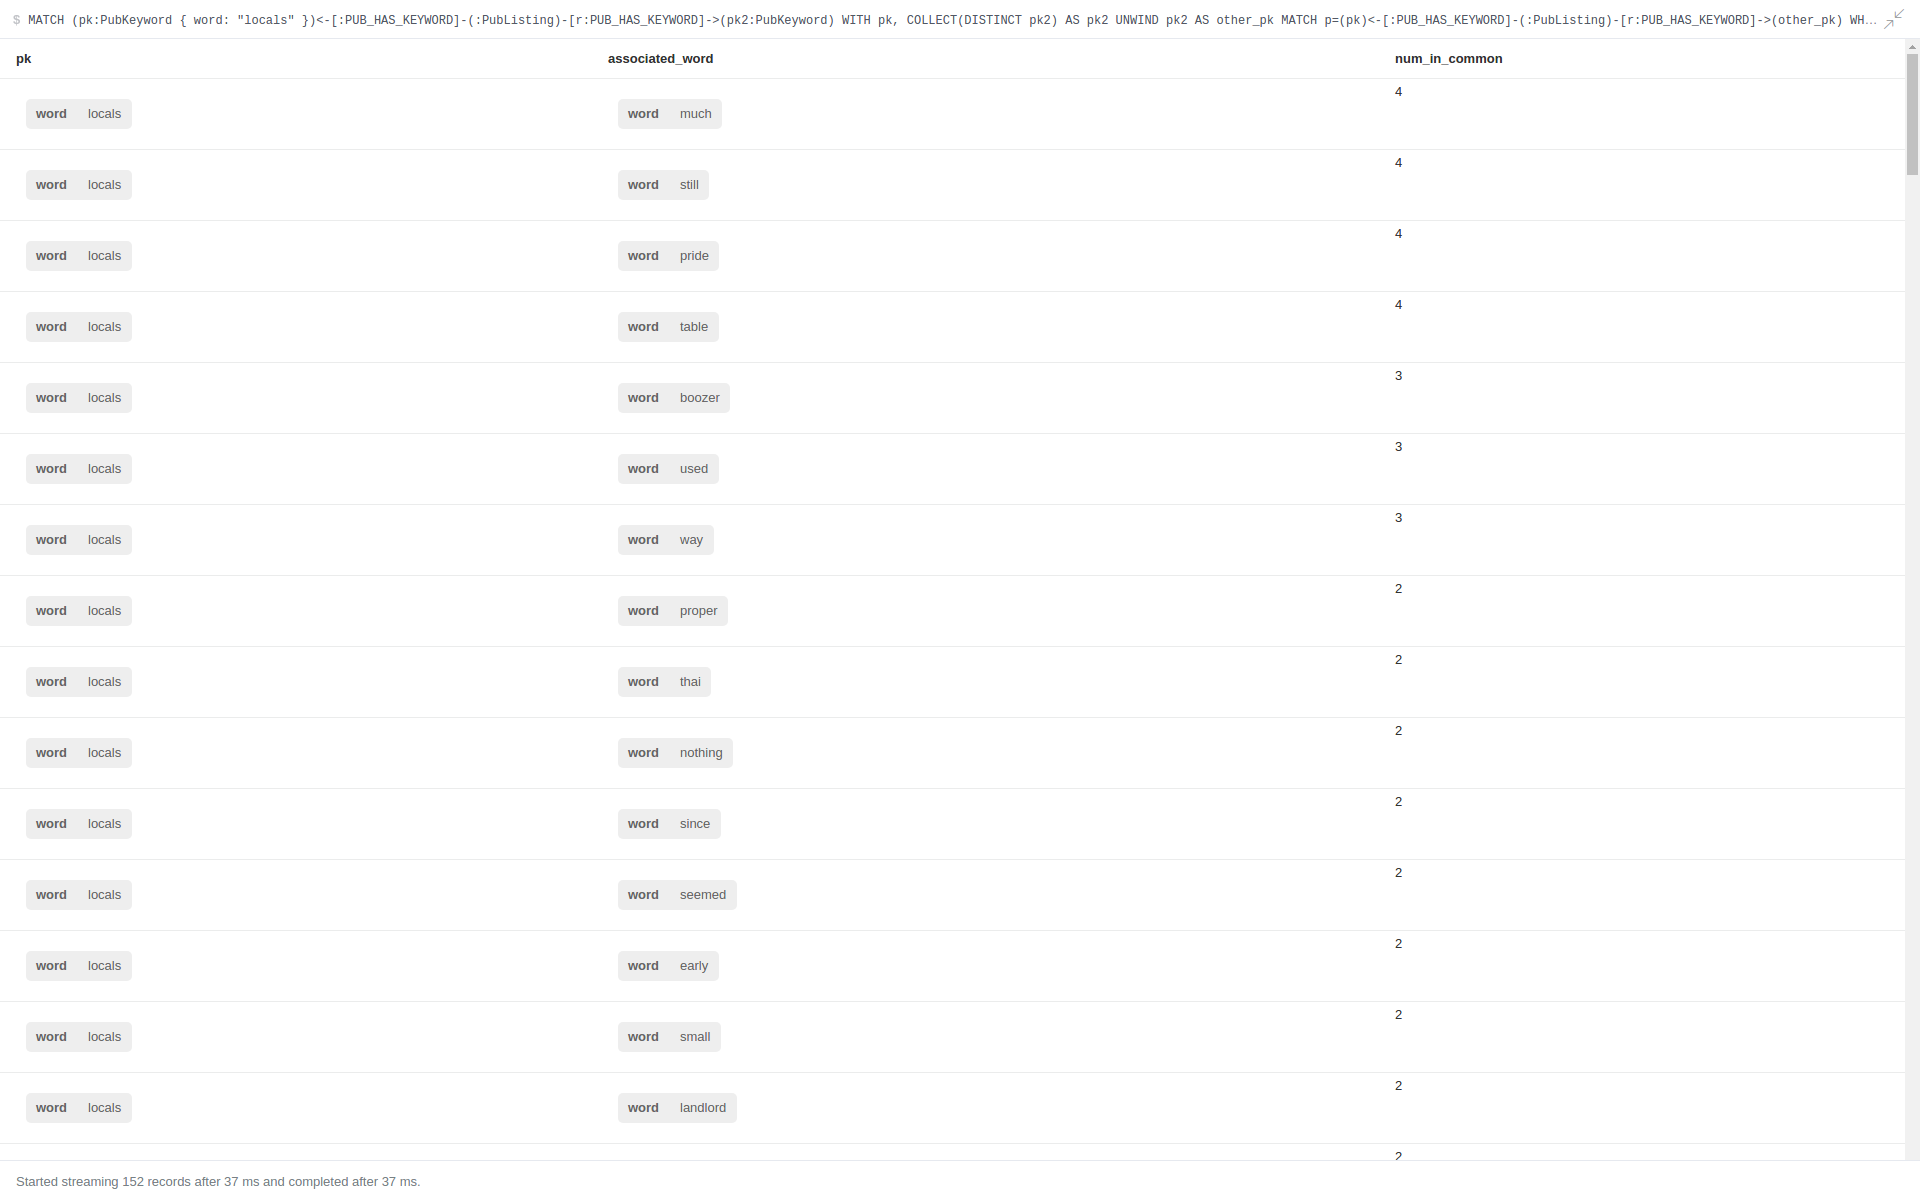 $ MATCH (pk:PubKeyword { word: "locals" })<-[:PUB_HAS_KEYWORD]-(:PubListing)-[r:PUB_HAS_KEYWORD]->(pk2:PubKeyword) WITH pk, COLLECT(DISTINCT pk2) AS pk2 UNWIND pk2 AS other_pk MATCH p=(pk)<-[:PUB_HAS_KEYWORD]-(:PubListing)-[r:PUB_HAS_KEYWORD]->(other_pk) WH…
pk associated_word num_in_common
word locals word much 4
word locals word still 4
word locals word pride 4
word locals word table 4
word locals word boozer 3
word locals word used 3
word locals word way 3
word locals word proper 2
word locals word thai 2
word locals word nothing 2
word locals word since 2
word locals word seemed 2
word locals word early 2
word locals word small 2
word locals word landlord 2
2
Started streaming 152 records after 37 ms and completed after 37 ms.